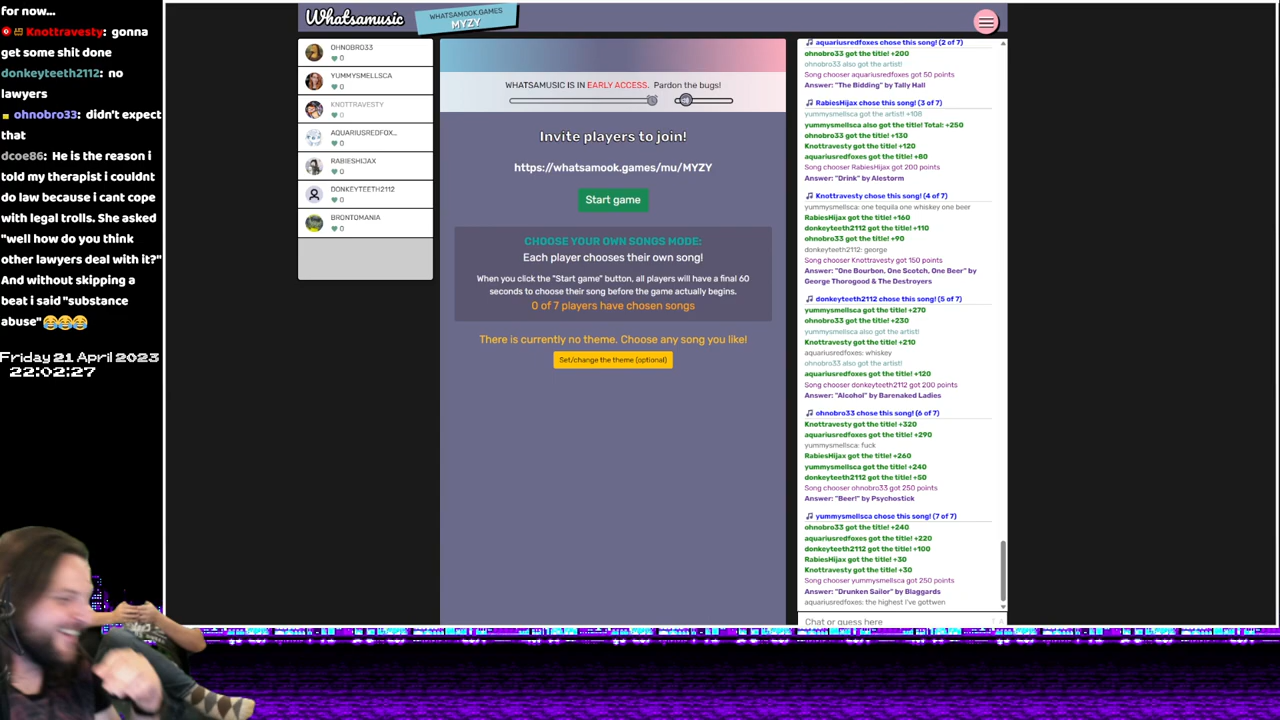 for now...
Knottravesty: gonna
get some shit done
donkeyteeth2112: no
lawyers
ohnobro33: disrespect
that
docest: He laughed when i
told my therapist i could
do law because i kept up
with legal trolls. She said
"well how do you think
other lawyers do it?"
beat i said "substence
abuse"😂😂😂
Friday 21 April 2023
22:02:27
Whatsamusic
WHATSAMOOK.GAMES
MYZY
OHNOBRO33
0
YUMMYSMELLSCA
0
KNOTTRAVESTY
0
AQUARIUSREDFOX...
0
RABIESHIJAX
0
DONKEYTEETH2112
0
BRONTOMANIA
0
WHATSAMUSIC IS IN EARLY ACCESS. Pardon the bugs!
Invite players to join!
https://whatsamook.games/mu/MYZY
Start game
CHOOSE YOUR OWN SONGS MODE:
Each player chooses their own song!
When you click the "Start game" button, all players will have a final 60
seconds to choose their song before the game actually begins.
0 of 7 players have chosen songs
There is currently no theme. Choose any song you like!
Set/change the theme (optional)
aquariusredfoxes chose this song! (2 of 7)
ohnobro33 got the title! +200
ohnobro33 also got the artist!
Song chooser aquariusredfoxes got 50 points
Answer: "The Bidding" by Tally Hall
RabiesHijax chose this song! (3 of 7)
yummysmellsca got the artist! +108
yummysmellsca also got the title! Total: +250
ohnobro33 got the title! +130
Knottravesty got the title! +120
aquariusredfoxes got the title! +80
Song chooser RabiesHijax got 200 points
Answer: "Drink" by Alestorm
Knottravesty chose this song! (4 of 7)
yummysmellsca: one tequila one whiskey one beer
RabiesHijax got the title! +160
donkeyteeth2112 got the title! +110
ohnobro33 got the title! +90
donkeyteeth2112: george
Song chooser Knottravesty got 150 points
Answer: "One Bourbon, One Scotch, One Beer" by
George Thorogood & The Destroyers
donkeyteeth2112 chose this song! (5 of 7)
yummysmellsca got the title! +270
ohnobro33 got the title! +230
yummysmellsca also got the artist!
Knottravesty got the title! +210
aquariusredfoxes: whiskey
ohnobro33 also got the artist!
aquariusredfoxes got the title! +120
Song chooser donkeyteeth2112 got 200 points
Answer: "Alcohol" by Barenaked Ladies
ohnobro33 chose this song! (6 of 7)
Knottravesty got the title! +320
aquariusredfoxes got the title! +290
yummysmellsca: fuck
RabiesHijax got the title! +260
yummysmellsca got the title! +240
donkeyteeth2112 got the title! +50
Song chooser ohnobro33 got 250 points
Answer: "Beer!" by Psychostick
yummysmellsca chose this song! (7 of 7)
ohnobro33 got the title! +240
aquariusredfoxes got the title! +220
donkeyteeth2112 got the title! +100
RabiesHijax got the title! +30
Knottravesty got the title! +30
Song chooser yummysmellsca got 250 points
Answer: "Drunken Sailor" by Blaggards
aquariusredfoxes: the highest I've gottwen
Chat or guess here